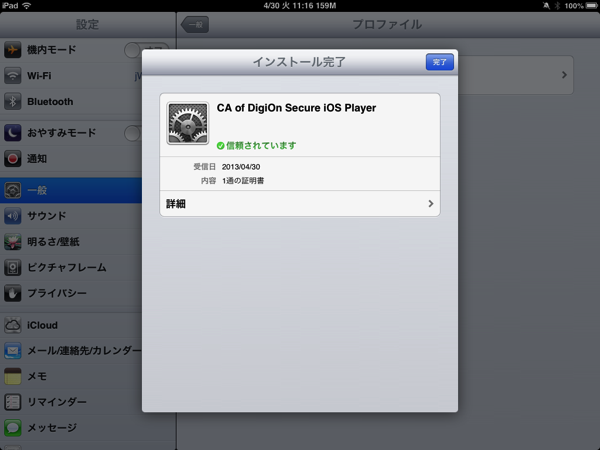 iPad
4/30 火 11:16 159M
100%
設定
一般
プロファイル
機内モード
Wi-Fi
Bluetooth
おやすみモード
通知
一般
サウンド
明るさ/壁紙
ピクチャフレーム
プライバシー
iCloud
メール/連絡先/カレンダー
メモ
リマインダー
メッセージ
インストール完了
完了
CA of DigiOn Secure iOS Player
信頼されています
受信日 2013/04/30
内容 1通の証明書
詳細